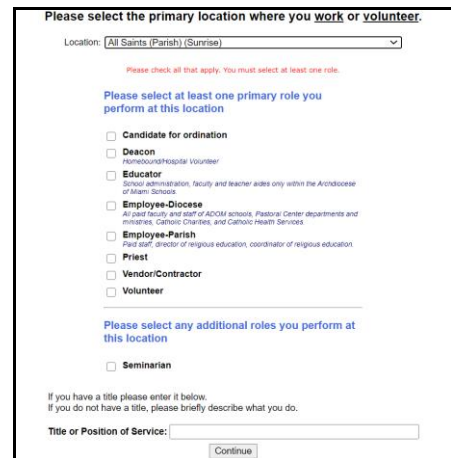 Please select the primary location where you work or volunteer.
Location: All Saints (Parish) (Sunrise)
Please check all that apply. You must select at least one role.
Please select at least one primary role you
perform at this location
Candidate for ordination
Deacon
Homebound/Hospital Volunteer
Educator
School administration, faculty and teacher aides only within the Archdiocese
of Miami Schools.
Employee-Diocese
All paid faculty and staff of ADOM schools, Pastoral Center departments and
ministries, Catholic Charities, and Catholic Health Services.
Employee-Parish
Paid staff, director of religious education, coordinator of religious education.
Priest
Vendor/Contractor
Volunteer
Please select any additional roles you perform at
this location
Seminarian
If you have a title please enter it below.
If you do not have a title, please briefly describe what you do.
Title or Position of Service:
Continue